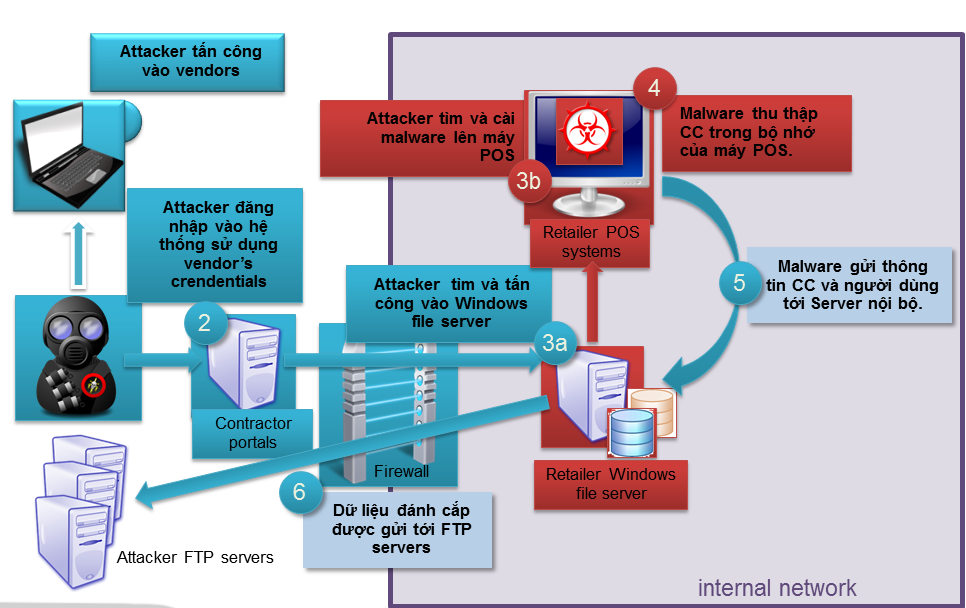 Attacker tấn công
vào vendors
Attacker đăng
nhập vào hệ
thống sử dụng
vendor's
crendentials
2
Contractor
portals
Attacker tìm và tấn
công vào Windows
file server
Firewall
3a
Retailer Windows
file server
Attacker tìm và cài
malware lên máy
POS
3b
Retailer POS
systems
4
Malware thu thập
CC trong bộ nhớ
của máy POS.
5
Malware gửi thông
tin CC và người dùng
tới Server nội bộ.
6
Dữ liệu đánh cắp
được gửi tới FTP
servers
Attacker FTP servers
internal network